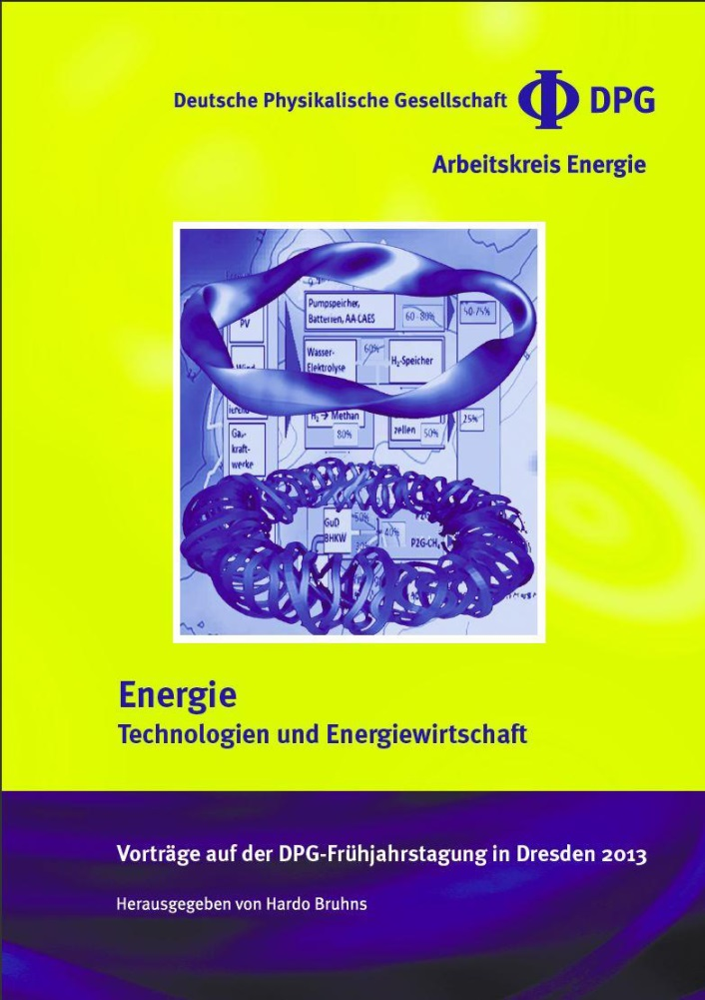 Deutsche Physikalische Gesellschaft Φ DPG
Arbeitskreis Energie
Pumpspeicher,
Batterien, AA-CAES
60-80%
50-75%
PV
Wasser-
Elektrolyse
60%
H₂-Speicher
Wind
H₂ → Methan
80%
zellen
50%
25%
kraft-
werke
GuD
BHKW
50%
40%
P2G-CH₄
Energie
Technologien und Energiewirtschaft
Vorträge auf der DPG-Frühjahrstagung in Dresden 2013
Herausgegeben von Hardo Bruhns